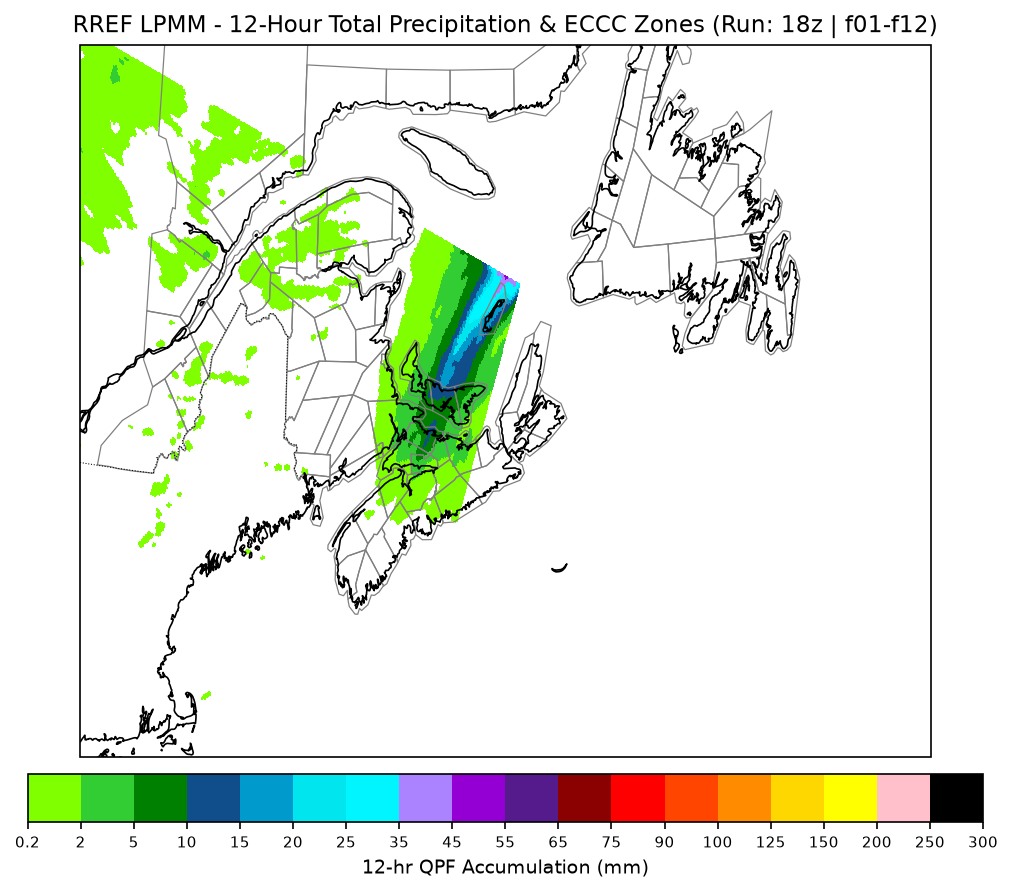 RREF LPMM - 12-Hour Total Precipitation & ECCC Zones (Run: 18z | f01-f12)
0.2 2 5 10 15 20 25 35 45 55 65 75 90 100 125 150 200 250 300
12-hr QPF Accumulation (mm)